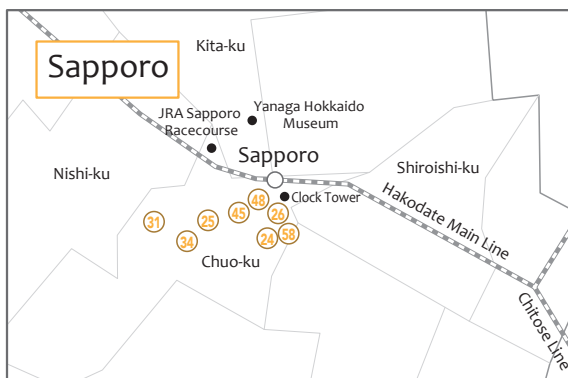 Kita-ku
Sapporo
JRA Sapporo
Racecourse
Yanaga Hokkaido
Museum
Sapporo
Nishi-ku
Shiroishi-ku
Clock Tower
Hakodate Main Line
48
45
26
25
31
34
24
58
Chuo-ku
Chitose Line